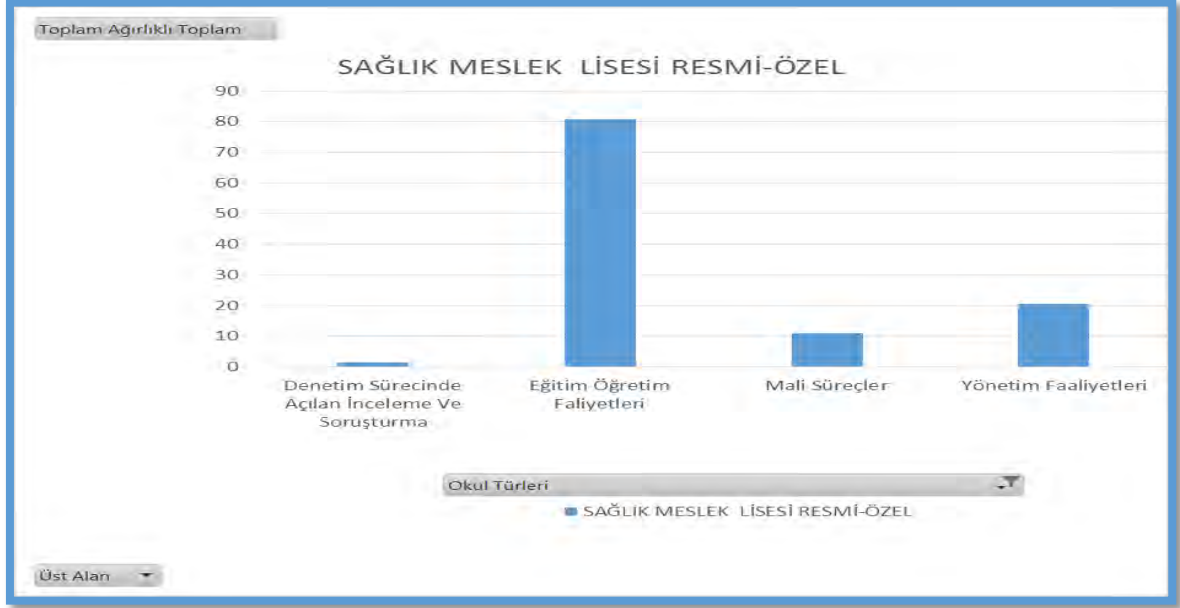 Toplam Ağırlıklı Toplam
SAĞLIK MESLEK LİSESİ RESMİ-ÖZEL
90
80
70
60
50
40
30
20
10
0
Denetim Sürecinde
Açılan İnceleme Ve
Soruşturma
Eğitim Öğretim
Faliyetleri
Mali Süreçler
Yönetim Faaliyetleri
Okul Türleri
SAĞLIK MESLEK LİSESİ RESMİ-ÖZEL
Üst Alan